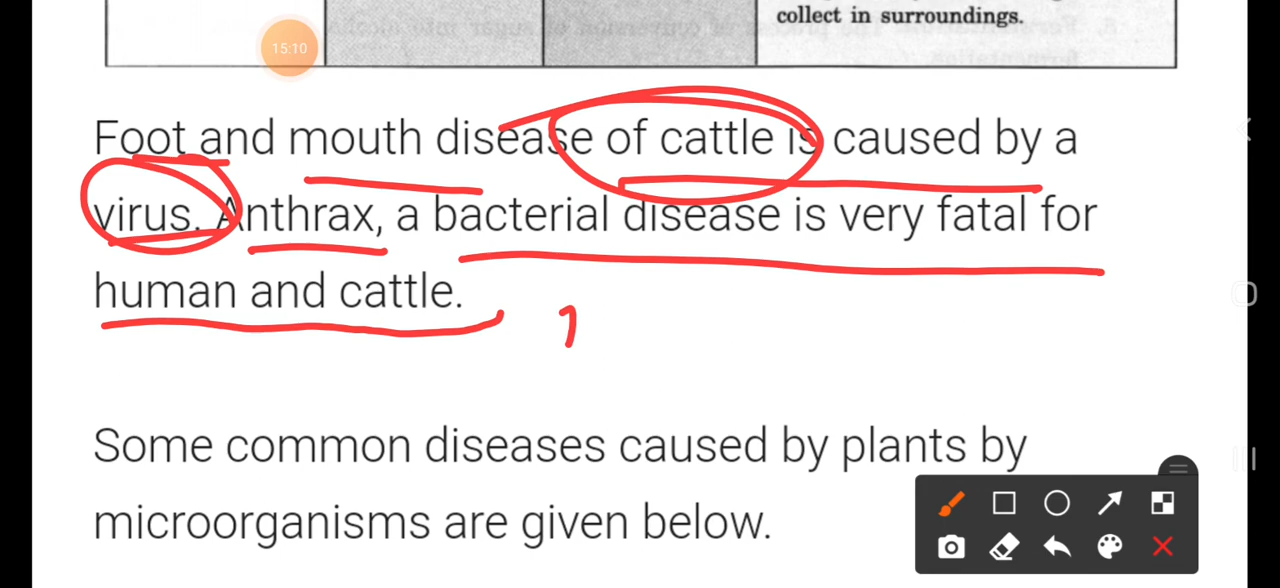 collect in surroundings.
15:10
Foot and mouth disease of cattle is caused by a
virus. Anthrax, a bacterial disease is very fatal for
human and cattle.
Some common diseases caused by plants by
microorganisms are given below.